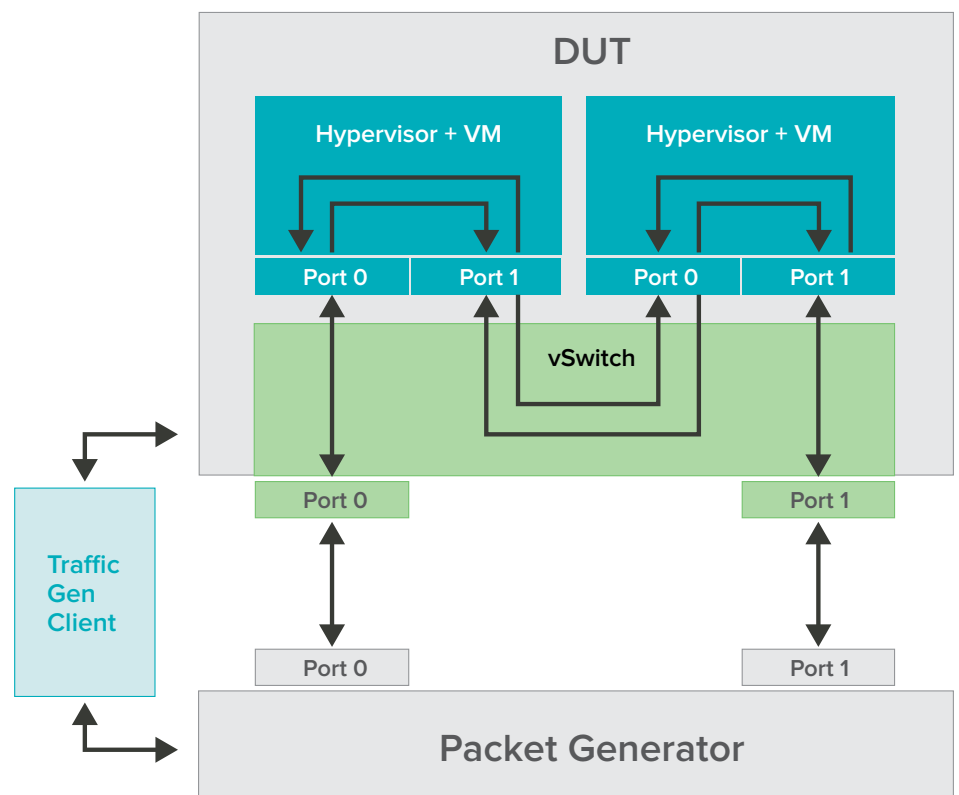 DUT
Hypervisor + VM
Hypervisor + VM
Port 0
Port 1
Port 0
Port 1
vSwitch
Port 0
Port 1
Traffic
Gen
Client
Port 0
Port 1
Packet Generator